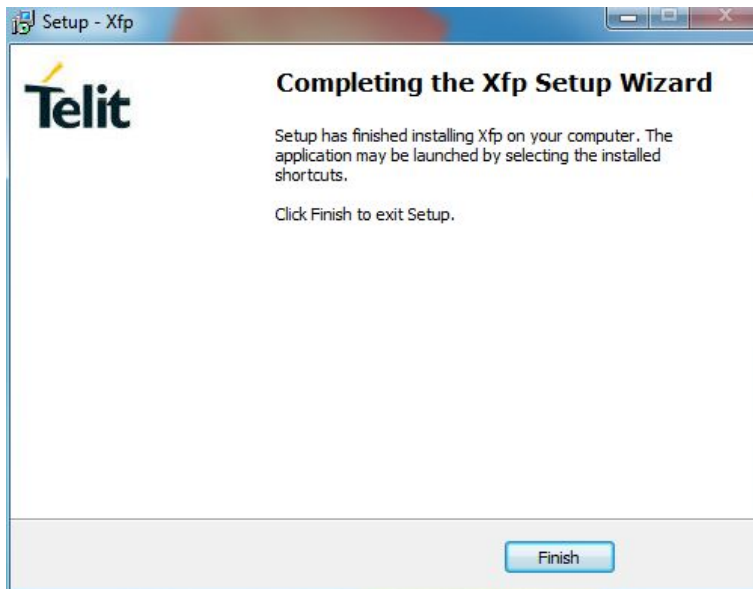 Setup - Xfp
Telit
Completing the Xfp Setup Wizard
Setup has finished installing Xfp on your computer. The
application may be launched by selecting the installed
shortcuts.
Click Finish to exit Setup.
Finish